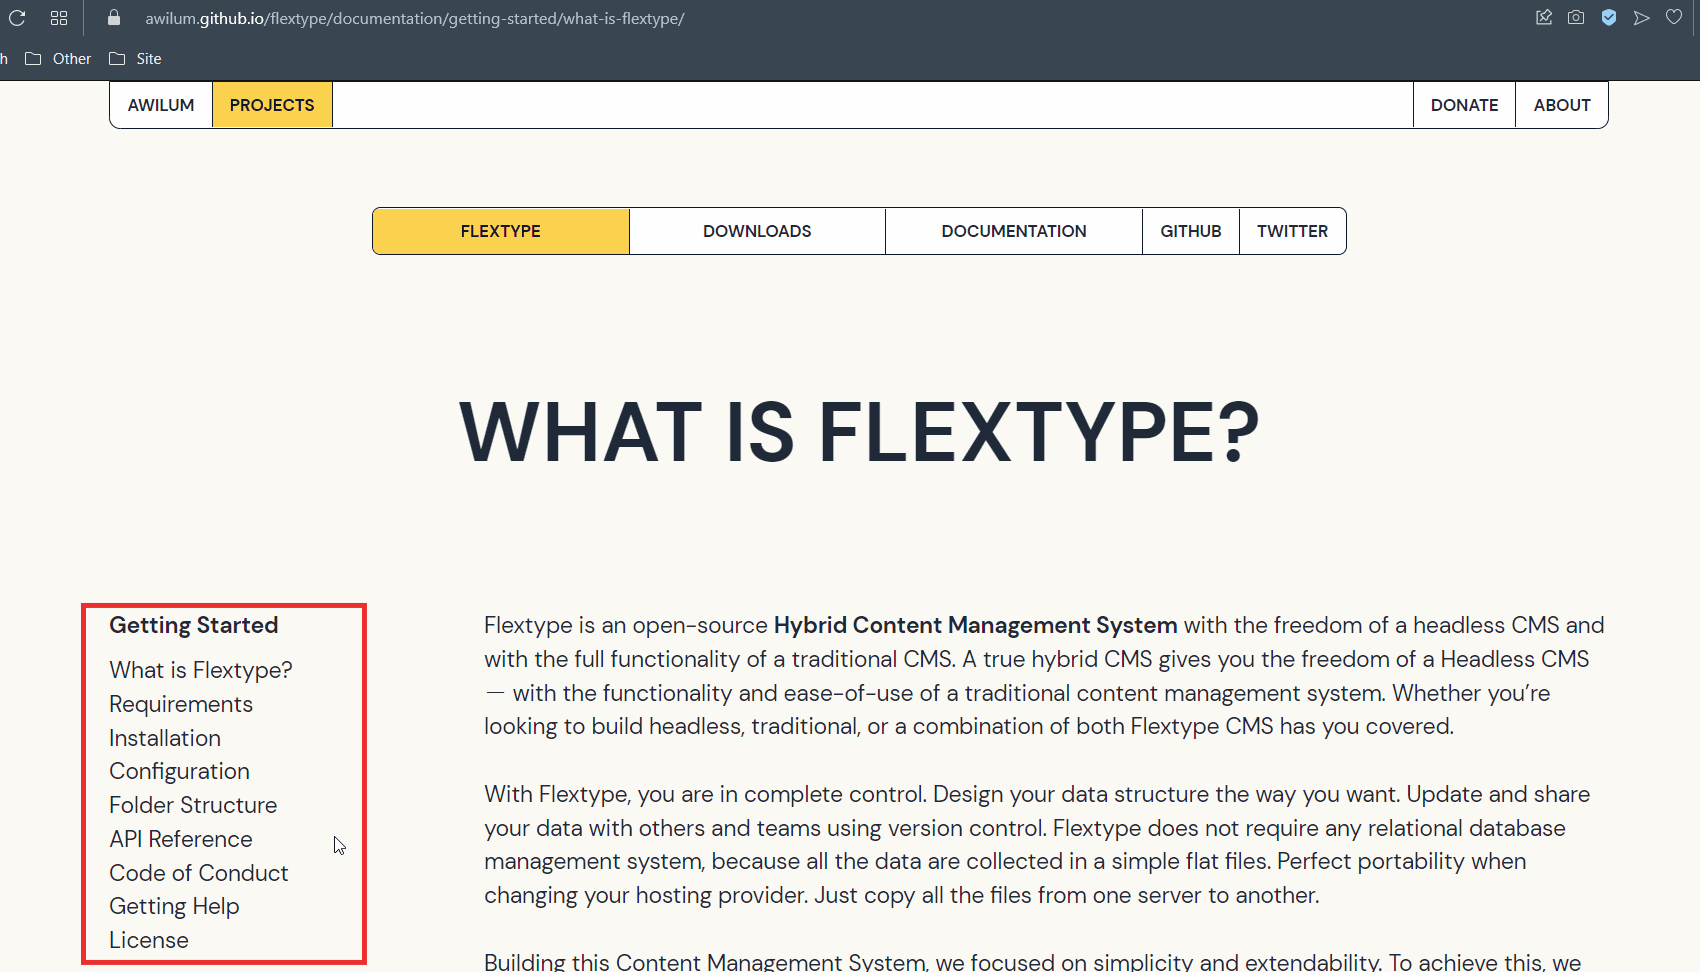 awilum.github.io/flextype/documentation/getting-started/what-is-flextype/
h Other Site
AWILUM PROJECTS DONATE ABOUT
FLEXTYPE DOWNLOADS DOCUMENTATION GITHUB TWITTER
WHAT IS FLEXTYPE?
Getting Started
What is Flextype?
Requirements
Installation
Configuration
Folder Structure
API Reference
Code of Conduct
Getting Help
License
Flextype is an open-source Hybrid Content Management System with the freedom of a headless CMS and
with the full functionality of a traditional CMS. A true hybrid CMS gives you the freedom of a Headless CMS
— with the functionality and ease-of-use of a traditional content management system. Whether you’re
looking to build headless, traditional, or a combination of both Flextype CMS has you covered.
With Flextype, you are in complete control. Design your data structure the way you want. Update and share
your data with others and teams using version control. Flextype does not require any relational database
management system, because all the data are collected in a simple flat files. Perfect portability when
changing your hosting provider. Just copy all the files from one server to another.
Building this Content Management System, we focused on simplicity and extendability. To achieve this, we